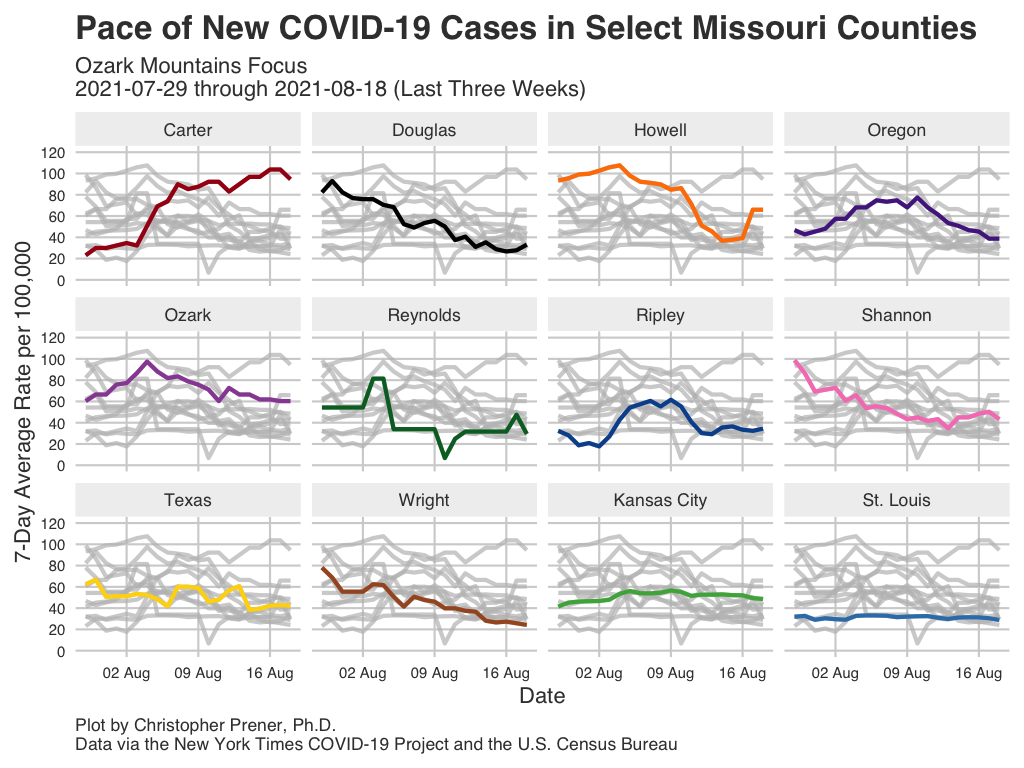 Pace of New COVID-19 Cases in Select Missouri Counties
Ozark Mountains Focus
2021-07-29 through 2021-08-18 (Last Three Weeks)
Carter Douglas Howell Oregon
120
100
80
60
40
20
0
Ozark Reynolds Ripley Shannon
120
100
80
60
40
20
0
Texas Wright Kansas City St. Louis
120
100
80
60
40
20
0
7-Day Average Rate per 100,000
02 Aug 09 Aug 16 Aug 02 Aug 09 Aug 16 Aug 02 Aug 09 Aug 16 Aug 02 Aug 09 Aug 16 Aug
Date
Plot by Christopher Prener, Ph.D.
Data via the New York Times COVID-19 Project and the U.S. Census Bureau